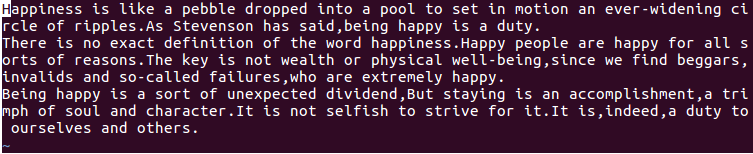 Happiness is like a pebble dropped into a pool to set in motion an ever-widening ci
rcle of ripples.As Stevenson has said,being happy is a duty.
There is no exact definition of the word happiness.Happy people are happy for all s
orts of reasons.The key is not wealth or physical well-being,since we find beggars,
invalids and so-called failures,who are extremely happy.
Being happy is a sort of unexpected dividend,But staying is an accomplishment,a tri
mph of soul and character.It is not selfish to strive for it.It is,indeed,a duty to
 ourselves and others.
~